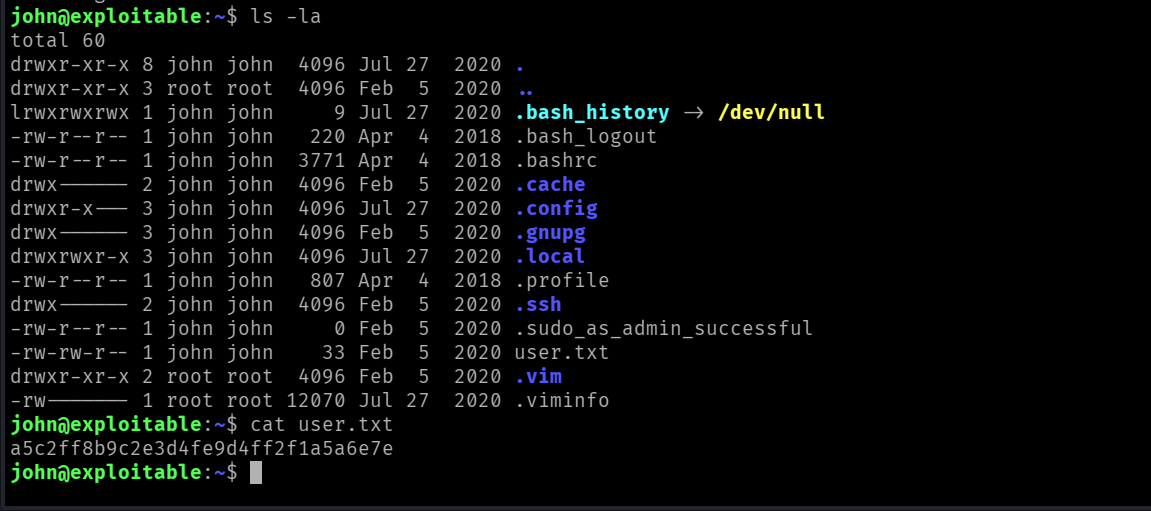 john@exploitable:~$ ls -la
total 60
drwxr-xr-x 8 john john  4096 Jul 27  2020 .
drwxr-xr-x 3 root root  4096 Feb  5  2020 ..
lrwxrwxrwx 1 john john     9 Jul 27  2020 .bash_history -> /dev/null
-rw-r--r-- 1 john john   220 Apr  4  2018 .bash_logout
-rw-r--r-- 1 john john  3771 Apr  4  2018 .bashrc
drwx------ 2 john john  4096 Feb  5  2020 .cache
drwxr-x--- 3 john john  4096 Jul 27  2020 .config
drwx------ 3 john john  4096 Feb  5  2020 .gnupg
drwxrwxr-x 3 john john  4096 Jul 27  2020 .local
-rw-r--r-- 1 john john   807 Apr  4  2018 .profile
drwx------ 2 john john  4096 Feb  5  2020 .ssh
-rw-r--r-- 1 john john     0 Feb  5  2020 .sudo_as_admin_successful
-rw-rw-r-- 1 john john    33 Feb  5  2020 user.txt
drwxr-xr-x 2 root root  4096 Feb  5  2020 .vim
-rw------- 1 root root 12070 Jul 27  2020 .viminfo
john@exploitable:~$ cat user.txt
a5c2ff8b9c2e3d4fe9d4ff2f1a5a6e7e
john@exploitable:~$